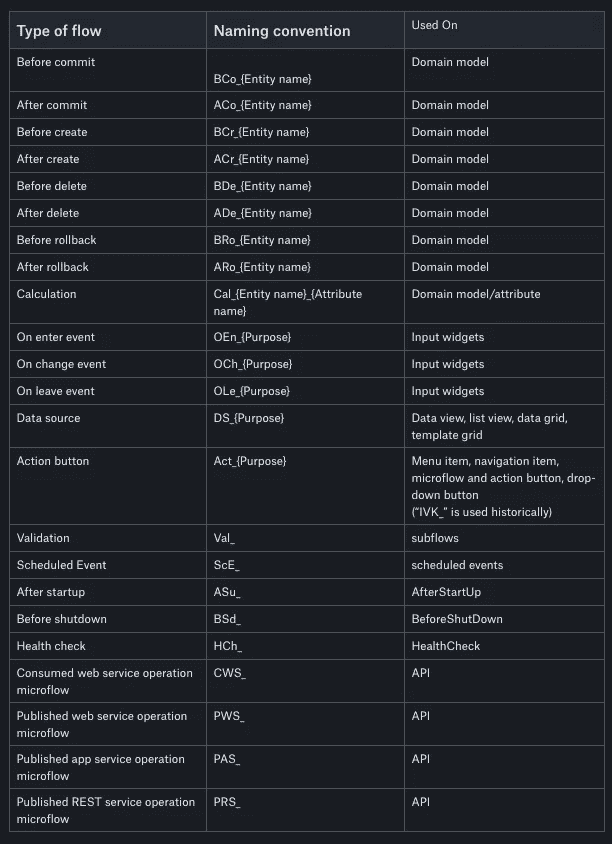 Type of flow Naming convention Used On
Before commit BCo_{Entity name} Domain model
After commit ACo_{Entity name} Domain model
Before create BCr_{Entity name} Domain model
After create ACr_{Entity name} Domain model
Before delete BDe_{Entity name} Domain model
After delete ADe_{Entity name} Domain model
Before rollback BRo_{Entity name} Domain model
After rollback ARo_{Entity name} Domain model
Calculation Cal_{Entity name}_{Attribute Domain model/attribute
name}
On enter event OEn_{Purpose} Input widgets
On change event OCh_{Purpose} Input widgets
On leave event OLe_{Purpose} Input widgets
Data source DS_{Purpose} Data view, list view, data grid,
template grid
Action button Act_{Purpose} Menu item, navigation item,
microflow and action button, drop-
down button
("IVK_" is used historically)
Validation Val_ subflows
Scheduled Event ScE_ scheduled events
After startup ASu_ AfterStartUp
Before shutdown BSd_ BeforeShutDown
Health check HCh_ HealthCheck
Consumed web service operation CWS_ API
microflow
Published web service operation PWS_ API
microflow
Published app service operation PAS_ API
microflow
Published REST service operation PRS_ API
microflow